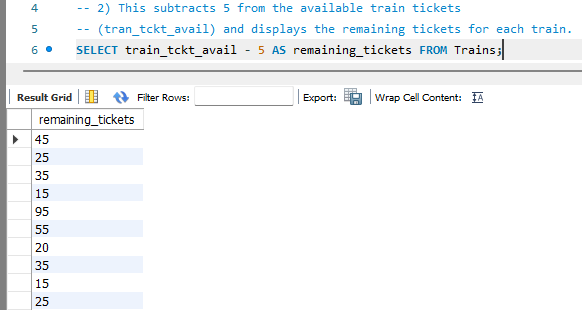 4 -- 2) This subtracts 5 from the available train tickets
5 -- (tran_tckt_avail) and displays the remaining tickets for each train.
6 SELECT train_tckt_avail - 5 AS remaining_tickets FROM Trains;
Result Grid Filter Rows: Export: Wrap Cell Content: IA
remaining_tickets
45
25
35
15
95
55
20
35
15
25